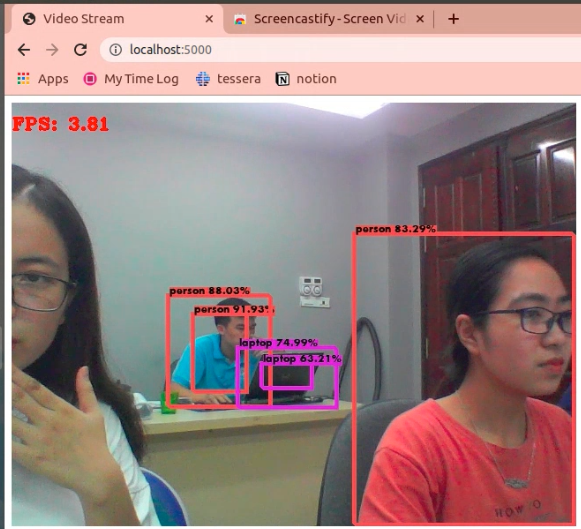 Video Stream
Screencastify - Screen Vid
localhost:5000
Apps
My Time Log
tessera
notion
FPS: 3.81
person 83.29%
person 88.03%
person 91.93%
laptop 74.99%
laptop 63.21%
HOW